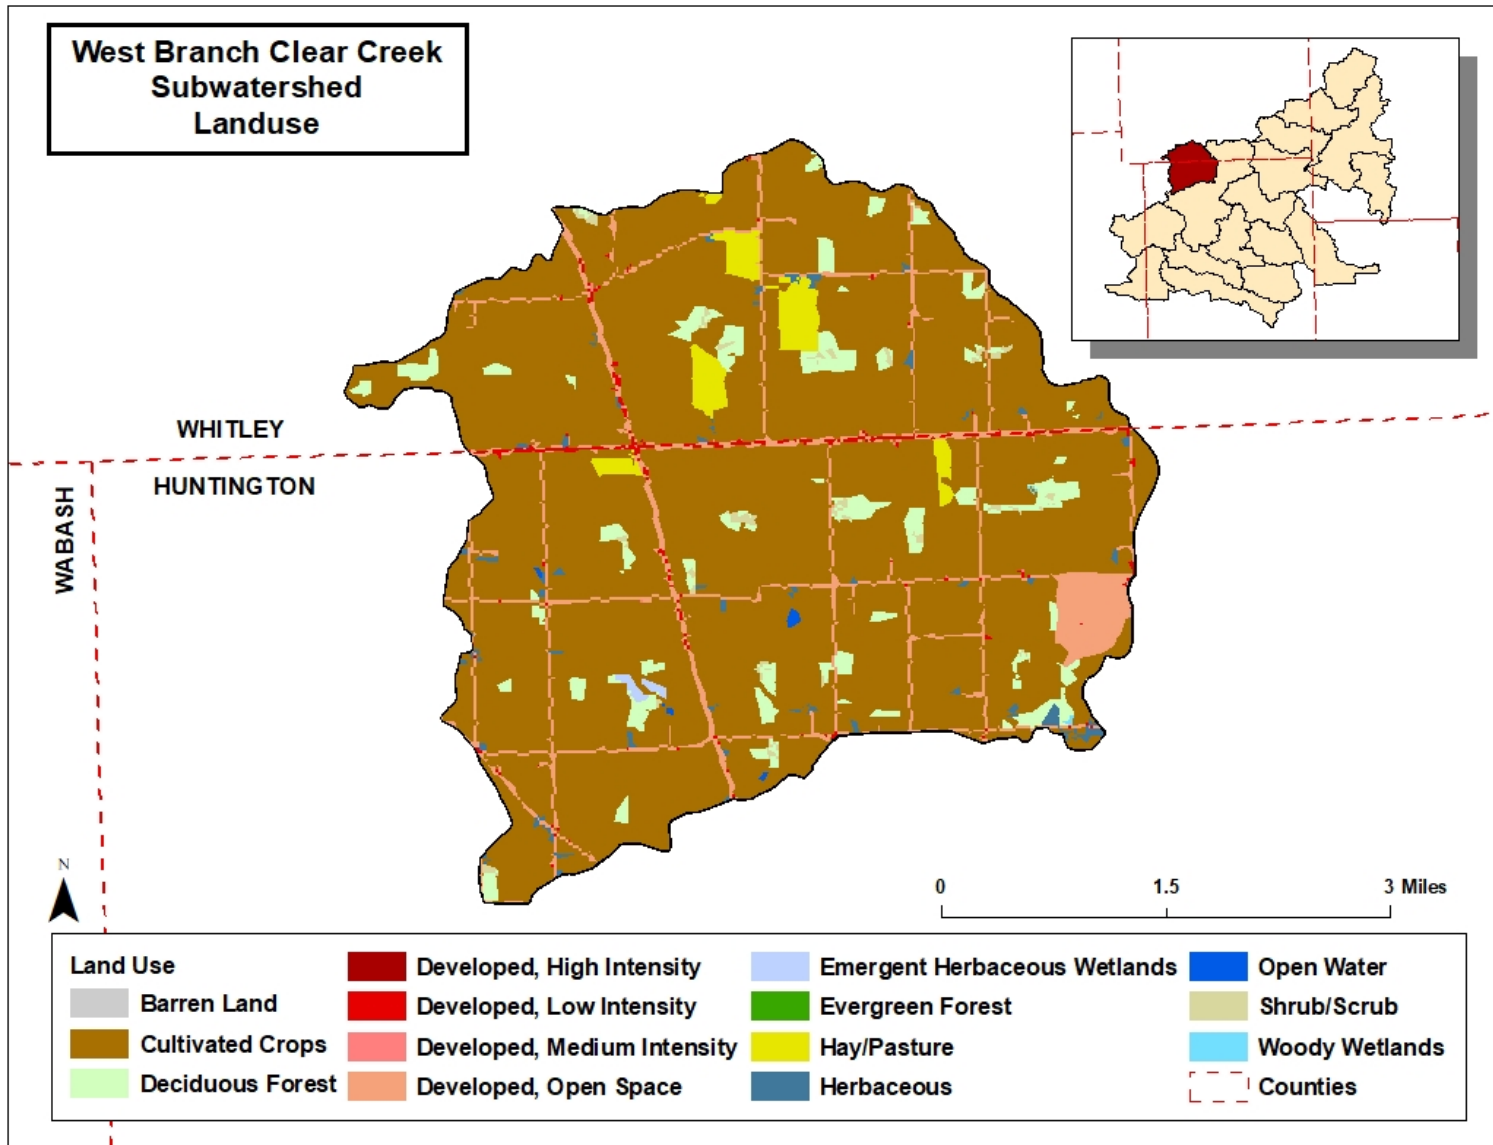 West Branch Clear Creek
Subwatershed
Landuse
WHITLEY
HUNTINGTON
WABASH
N
0 1.5 3 Miles
Land Use
Barren Land
Cultivated Crops
Deciduous Forest
Developed, High Intensity
Developed, Low Intensity
Developed, Medium Intensity
Developed, Open Space
Emergent Herbaceous Wetlands
Evergreen Forest
Hay/Pasture
Herbaceous
Open Water
Shrub/Scrub
Woody Wetlands
Counties